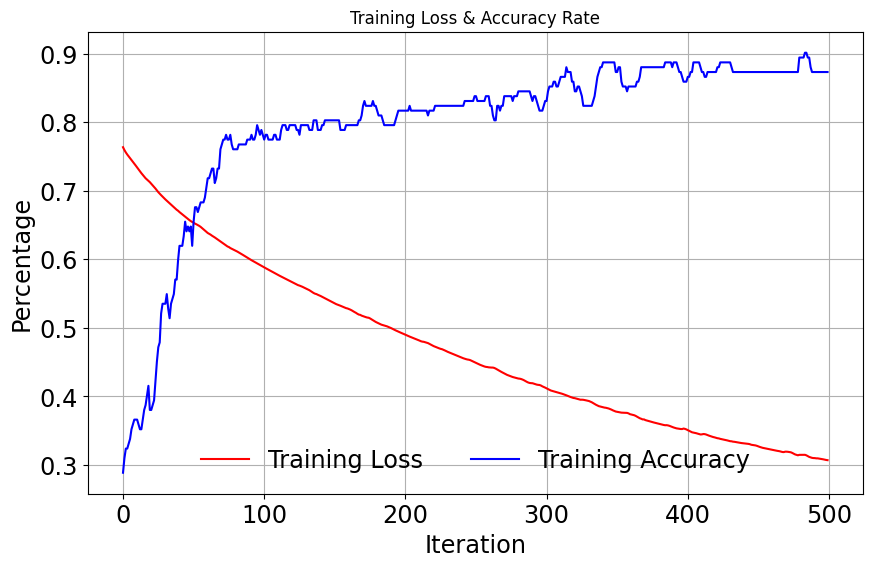 Training Loss & Accuracy Rate
Percentage
0.9
0.8
0.7
0.6
0.5
0.4
0.3
Training Loss Training Accuracy
0 100 200 300 400 500
Iteration